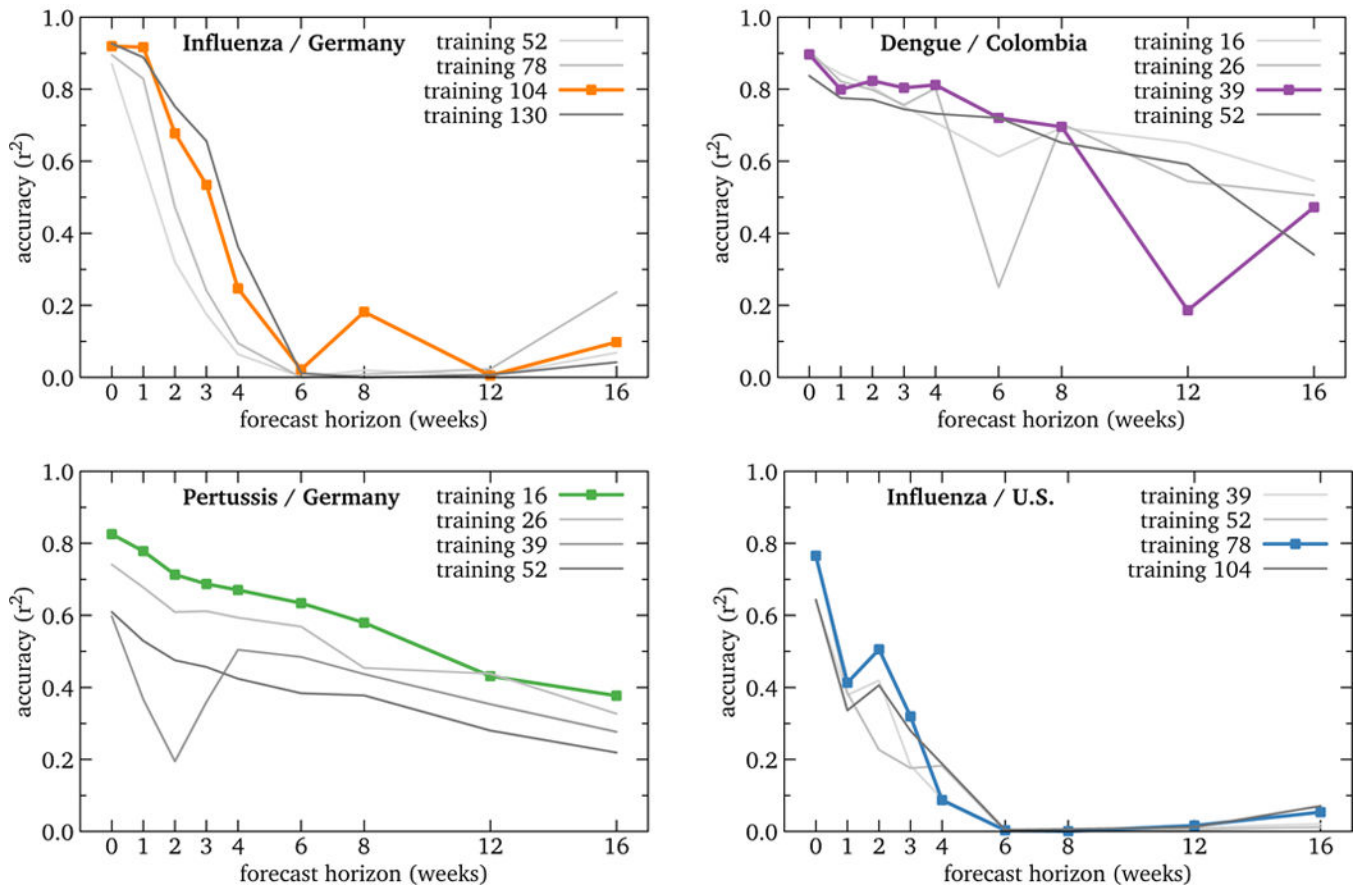 Influenza / Germany
training 52
training 78
training 104
training 130
accuracy (r²)
1.0
0.8
0.6
0.4
0.2
0.0
0 1 2 3 4 6 8 12 16
forecast horizon (weeks)
Dengue / Colombia
training 16
training 26
training 39
training 52
accuracy (r²)
1.0
0.8
0.6
0.4
0.2
0.0
0 1 2 3 4 6 8 12 16
forecast horizon (weeks)
Pertussis / Germany
training 16
training 26
training 39
training 52
accuracy (r²)
1.0
0.8
0.6
0.4
0.2
0.0
0 1 2 3 4 6 8 12 16
forecast horizon (weeks)
Influenza / U.S.
training 39
training 52
training 78
training 104
accuracy (r²)
1.0
0.8
0.6
0.4
0.2
0.0
0 1 2 3 4 6 8 12 16
forecast horizon (weeks)